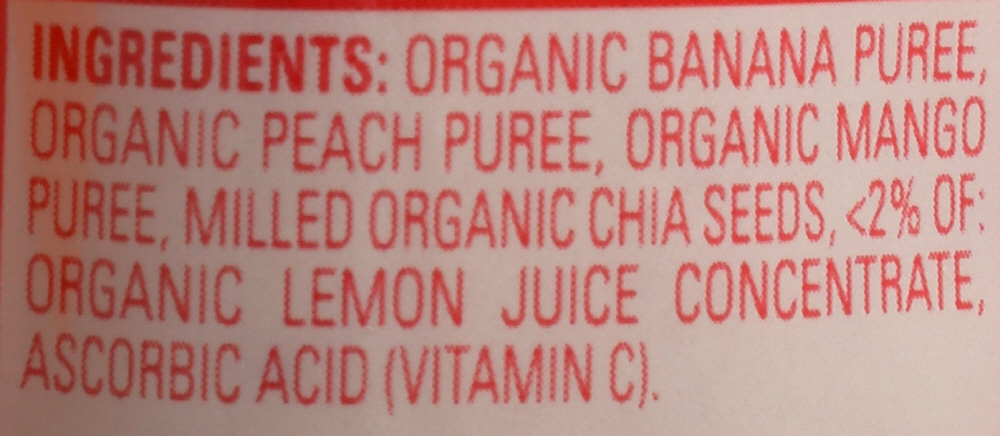 INGREDIENTS: ORGANIC BANANA PUREE,
ORGANIC PEACH PUREE, ORGANIC MANGO
PUREE, MILLED ORGANIC CHIA SEEDS, <2% OF:
ORGANIC LEMON JUICE CONCENTRATE,
ASCORBIC ACID (VITAMIN C).